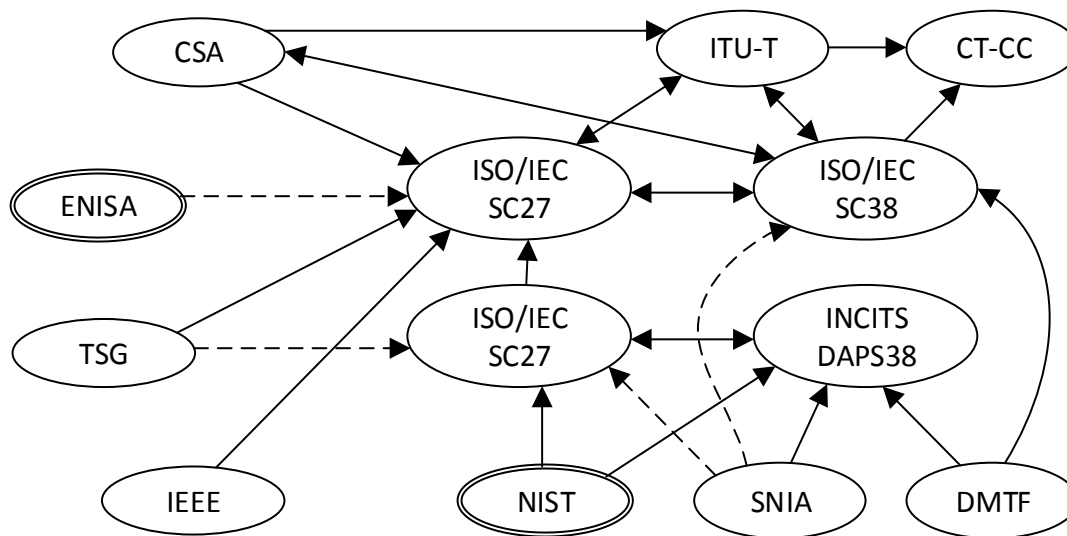 CSA
ITU-T
CT-CC
ISO/IEC
SC27
ISO/IEC
SC38
ENISA
ISO/IEC
SC27
INCITS
DAPS38
TSG
IEEE
NIST
SNIA
DMTF